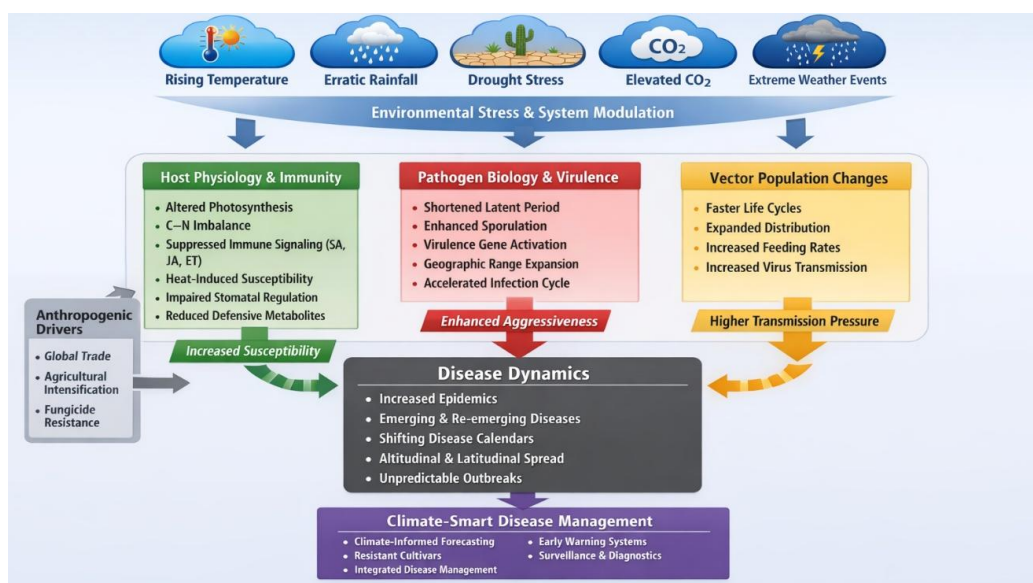 Rising Temperature
Erratic Rainfall
Drought Stress
CO₂
Elevated CO₂
Extreme Weather Events
Environmental Stress & System Modulation
Host Physiology & Immunity
• Altered Photosynthesis
• C–N Imbalance
• Suppressed Immune Signaling (SA,
JA, ET)
• Heat-Induced Susceptibility
• Impaired Stomatal Regulation
• Reduced Defensive Metabolites
Increased Susceptibility
Pathogen Biology & Virulence
• Shortened Latent Period
• Enhanced Sporulation
• Virulence Gene Activation
• Geographic Range Expansion
• Accelerated Infection Cycle
Enhanced Aggressiveness
Vector Population Changes
• Faster Life Cycles
• Expanded Distribution
• Increased Feeding Rates
• Increased Virus Transmission
Higher Transmission Pressure
Anthropogenic
Drivers
• Global Trade
• Agricultural
Intensification
• Fungicide
Resistance
Disease Dynamics
• Increased Epidemics
• Emerging & Re-emerging Diseases
• Shifting Disease Calendars
• Altitudinal & Latitudinal Spread
• Unpredictable Outbreaks
Climate-Smart Disease Management
• Climate-Informed Forecasting
• Resistant Cultivars
• Integrated Disease Management
• Early Warning Systems
• Surveillance & Diagnostics